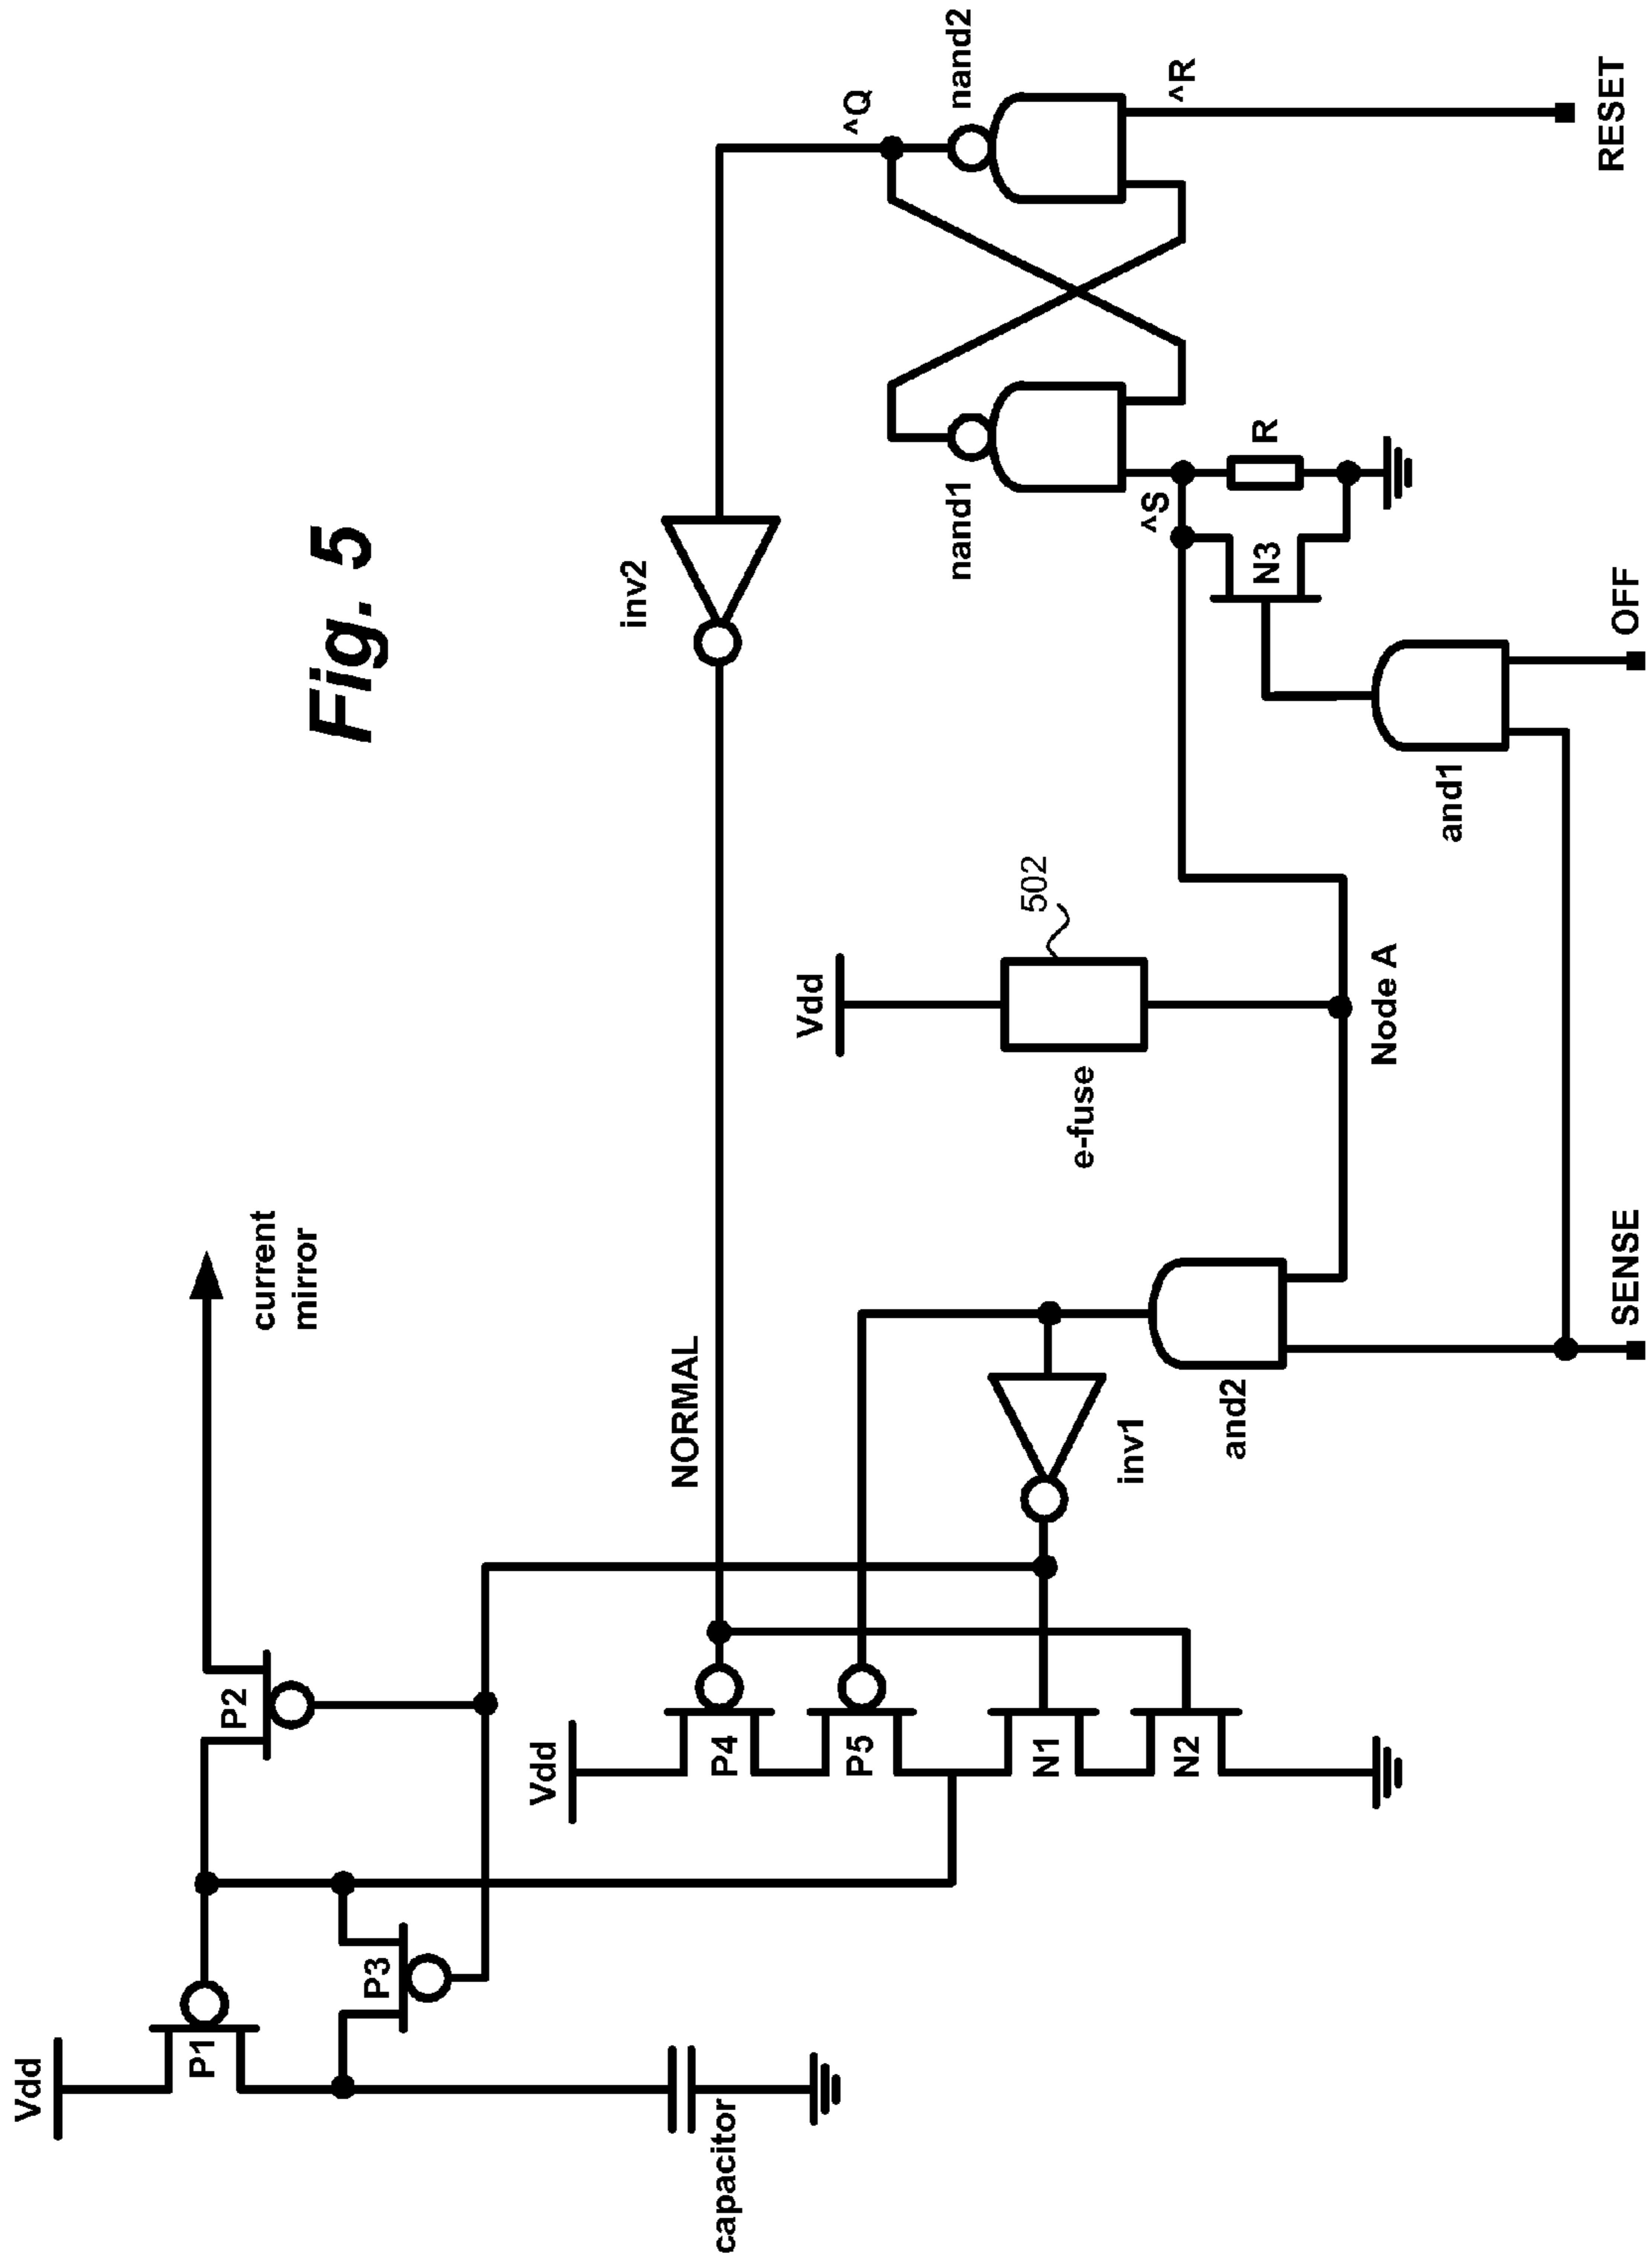 Fig. 5
Vdd
P1
capacitor
P3
P2
current
mirror
Vdd
P4
P5
N1
N2
NORMAL
inv1
and2
SENSE
e-fuse
Vdd
502
Node A
inv2
and1
OFF
N3
R
^S
nand1
^Q
nand2
^R
RESET